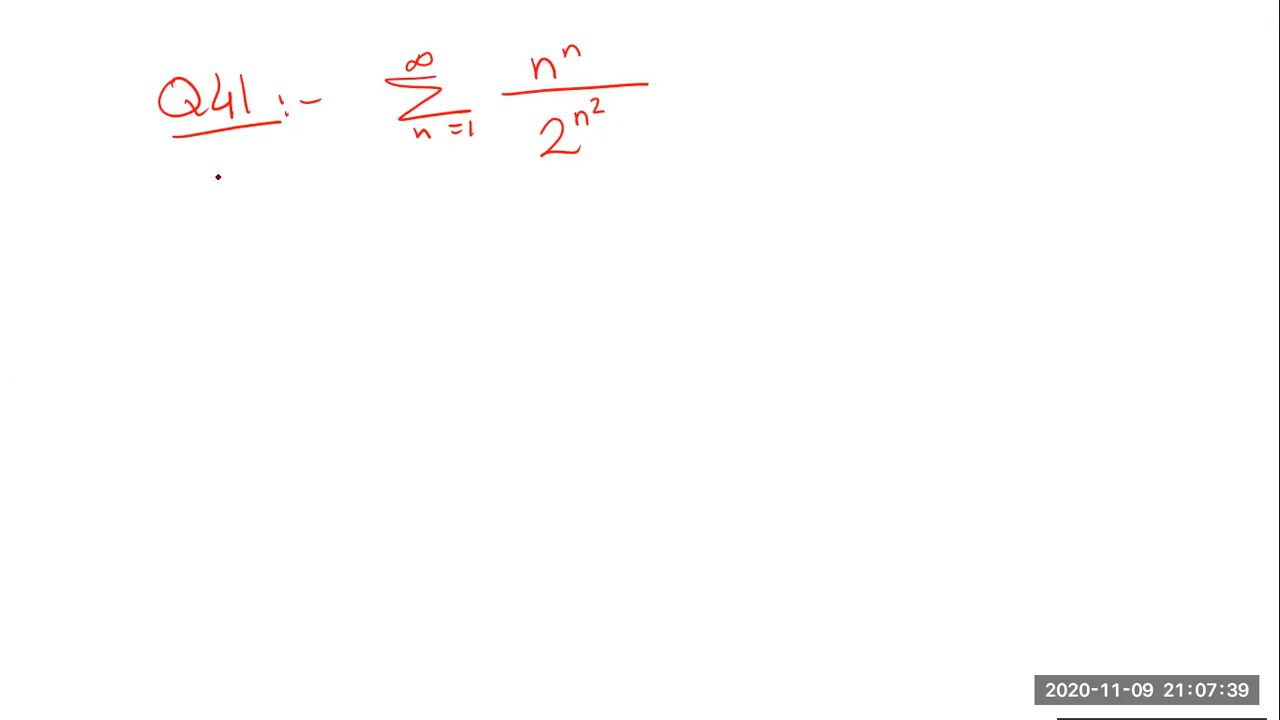 Q41 :- ∑_{n=1}^{∞} n^n / 2^{n^2}
2020-11-09 21:07:39